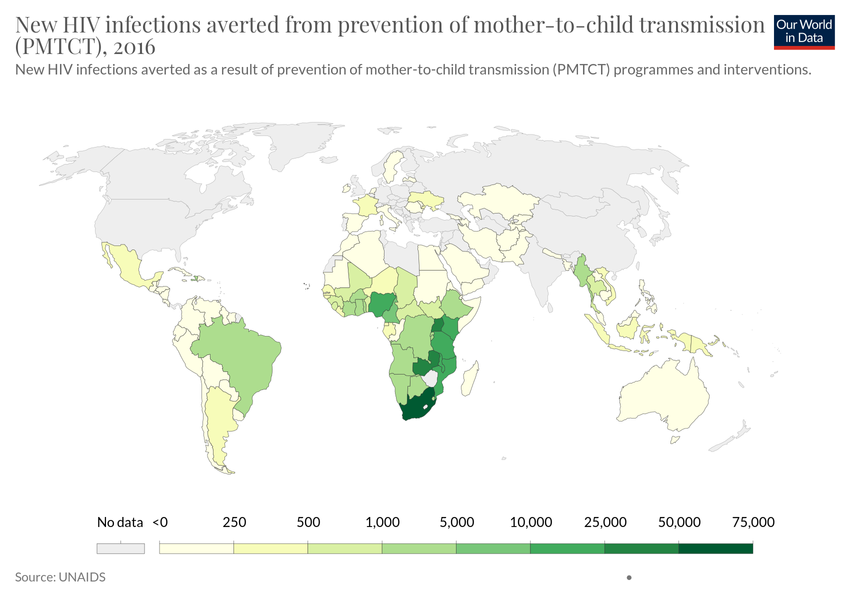 New HIV infections averted from prevention of mother-to-child transmission
(PMTCT), 2016
Our World
in Data
New HIV infections averted as a result of prevention of mother-to-child transmission (PMTCT) programmes and interventions.
No data <0 250 500 1,000 5,000 10,000 25,000 50,000 75,000
Source: UNAIDS